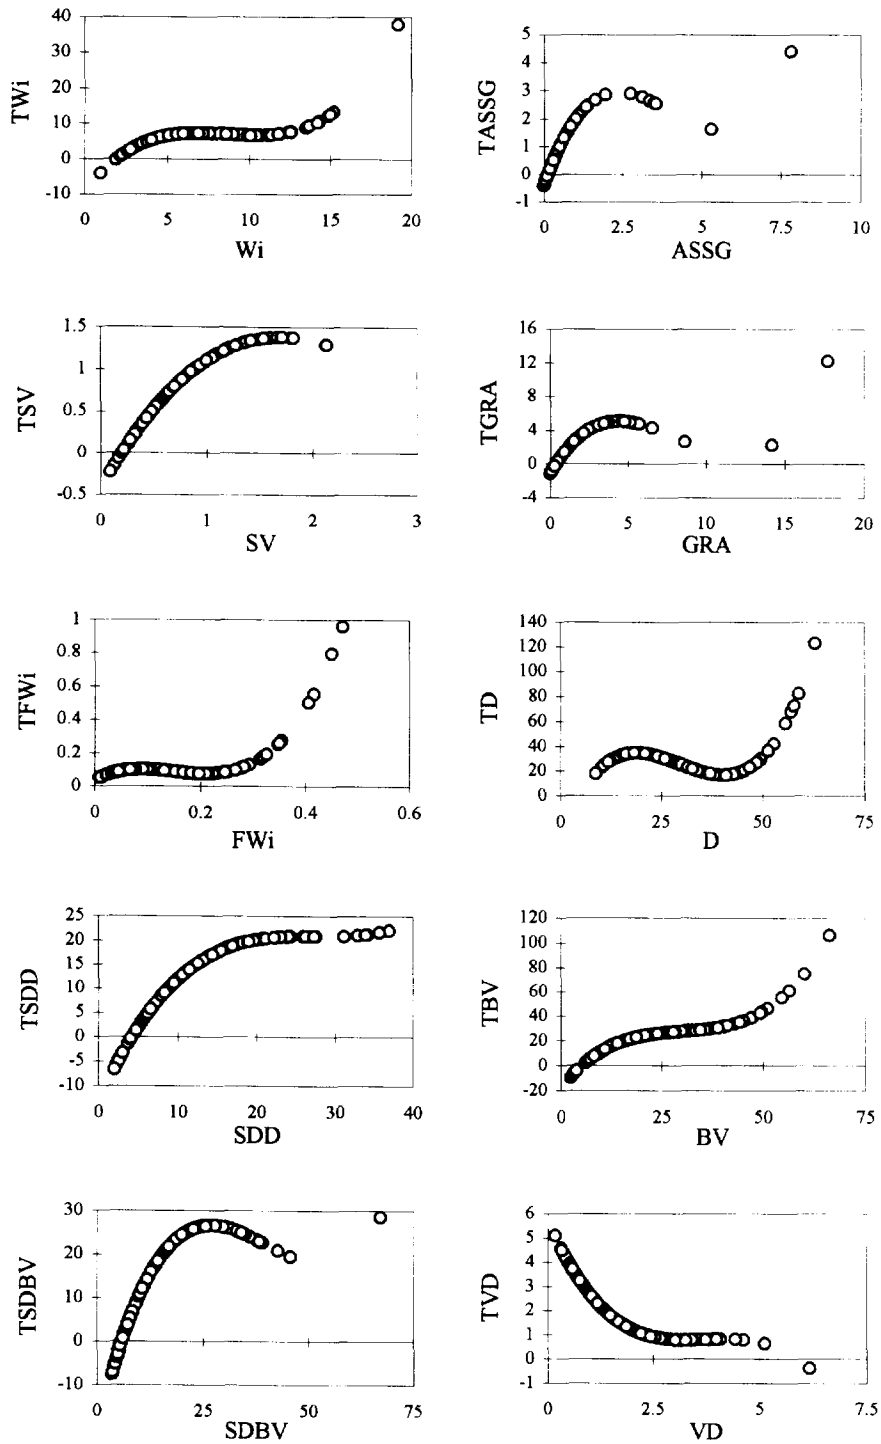 40
30
20
10
0
-10
TWi
0 5 10 15 20
Wi
5
4
3
2
1
0
-1
TASSG
0 2.5 5 7.5 10
ASSG
1.5
1
0.5
0
-0.5
TSV
0 1 2 3
SV
16
12
8
4
0
-4
TGRA
0 5 10 15 20
GRA
1
0.8
0.6
0.4
0.2
0
TFWi
0 0.2 0.4 0.6
FWi
140
120
100
80
60
40
20
0
TD
0 25 50 75
D
25
20
15
10
5
0
-5
-10
TSDD
0 10 20 30 40
SDD
120
100
80
60
40
20
0
-20
TBV
0 25 50 75
BV
30
20
10
0
-10
TSDBV
0 25 50 75
SDBV
6
5
4
3
2
1
0
-1
TVD
0 2.5 5 7.5
VD